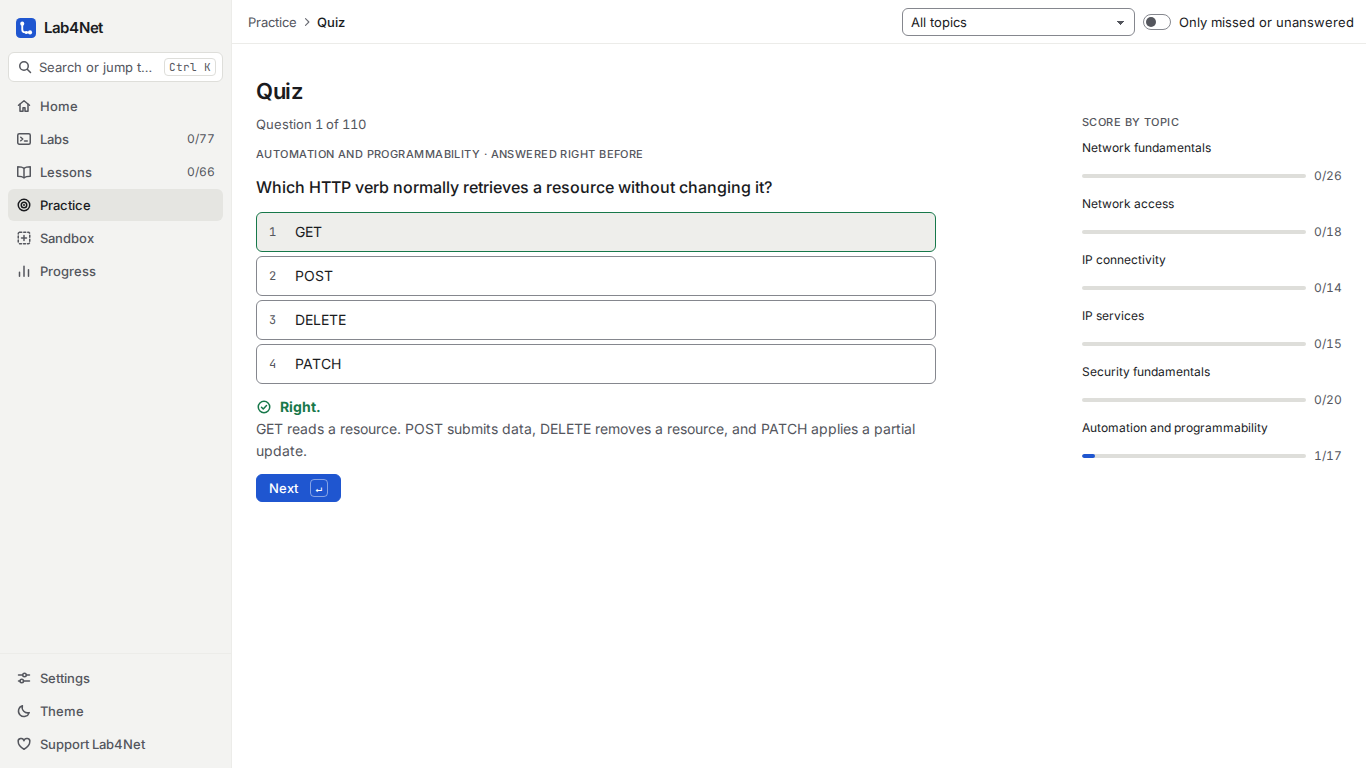 Lab4Net
Search or jump t... Ctrl K
Home
Labs 0/77
Lessons 0/66
Practice
Sandbox
Progress
Settings
Theme
Support Lab4Net
Practice > Quiz
All topics
Only missed or unanswered
Quiz
Question 1 of 110
AUTOMATION AND PROGRAMMABILITY · ANSWERED RIGHT BEFORE
Which HTTP verb normally retrieves a resource without changing it?
1 GET
2 POST
3 DELETE
4 PATCH
Right.
GET reads a resource. POST submits data, DELETE removes a resource, and PATCH applies a partial
update.
Next ↵
SCORE BY TOPIC
Network fundamentals
0/26
Network access
0/18
IP connectivity
0/14
IP services
0/15
Security fundamentals
0/20
Automation and programmability
1/17